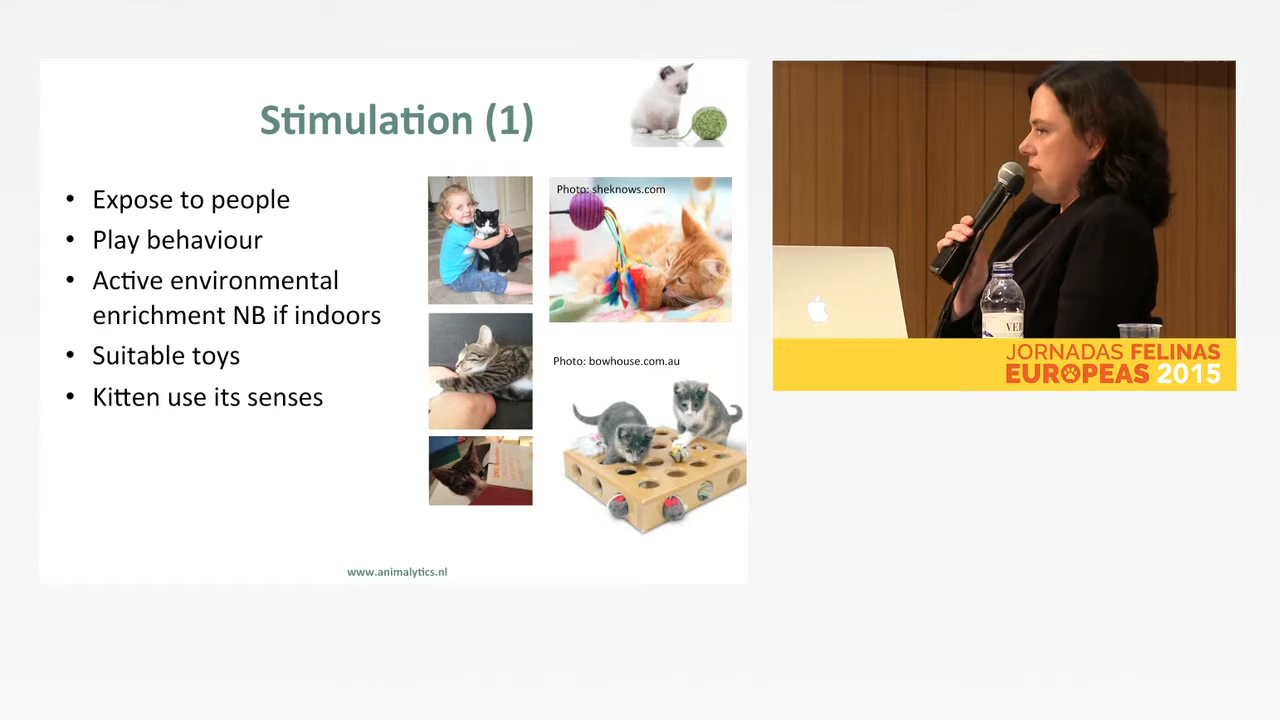 Stimulation (1)
• Expose to people
• Play behaviour
• Active environmental
enrichment NB if indoors
• Suitable toys
• Kitten use its senses
Photo: sheknows.com
Photo: bowhouse.com.au
www.animalytics.nl
VER
JORNADAS FELINAS
EUROPEAS 2015